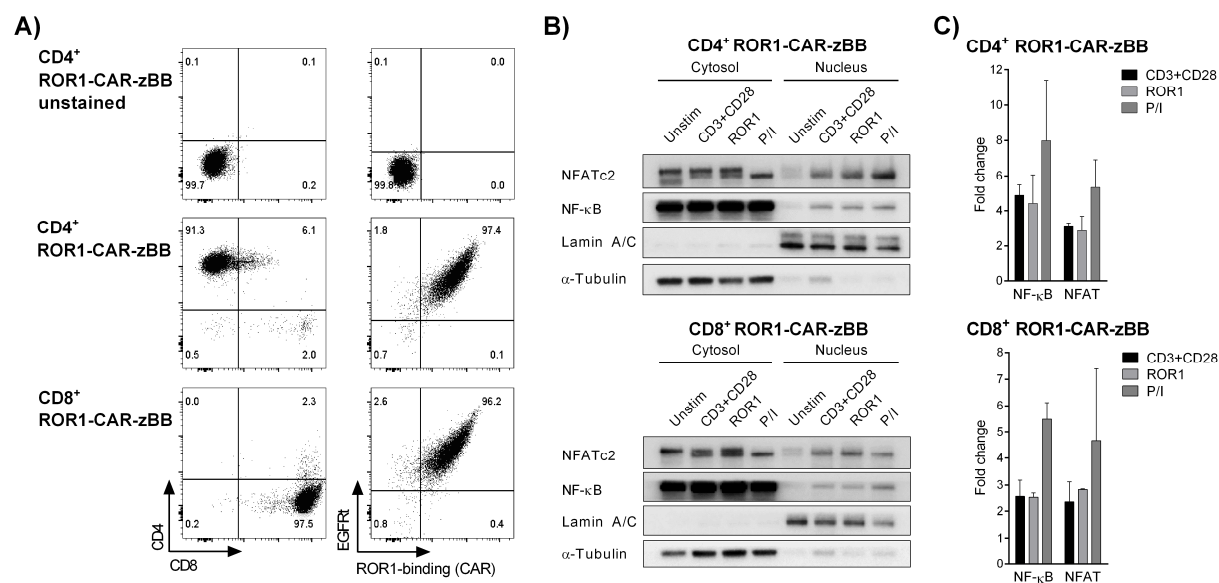 A)
CD4+
ROR1-CAR-zBB
unstained
0.1
0.1
99.7
0.2
0.1
0.0
99.8
0.0
CD4+
ROR1-CAR-zBB
91.3
6.1
0.5
2.0
1.8
97.4
0.7
0.1
CD8+
ROR1-CAR-zBB
0.0
2.3
0.2
97.5
2.6
96.2
0.8
0.4
CD4
CD8
EGFRt
ROR1-binding (CAR)
B)
CD4+ ROR1-CAR-zBB
Cytosol Nucleus
Unstim CD3+CD28 ROR1 P/I Unstim CD3+CD28 ROR1 P/I
NFATc2
NF-κB
Lamin A/C
α-Tubulin
CD8+ ROR1-CAR-zBB
Cytosol Nucleus
Unstim CD3+CD28 ROR1 P/I Unstim CD3+CD28 ROR1 P/I
NFATc2
NF-κB
Lamin A/C
α-Tubulin
C)
CD4+ ROR1-CAR-zBB
Fold change
12
10
8
6
4
2
0
NF-κB NFAT
CD3+CD28
ROR1
P/I
CD8+ ROR1-CAR-zBB
Fold change
8
7
6
5
4
3
2
1
0
NF-κB NFAT
CD3+CD28
ROR1
P/I